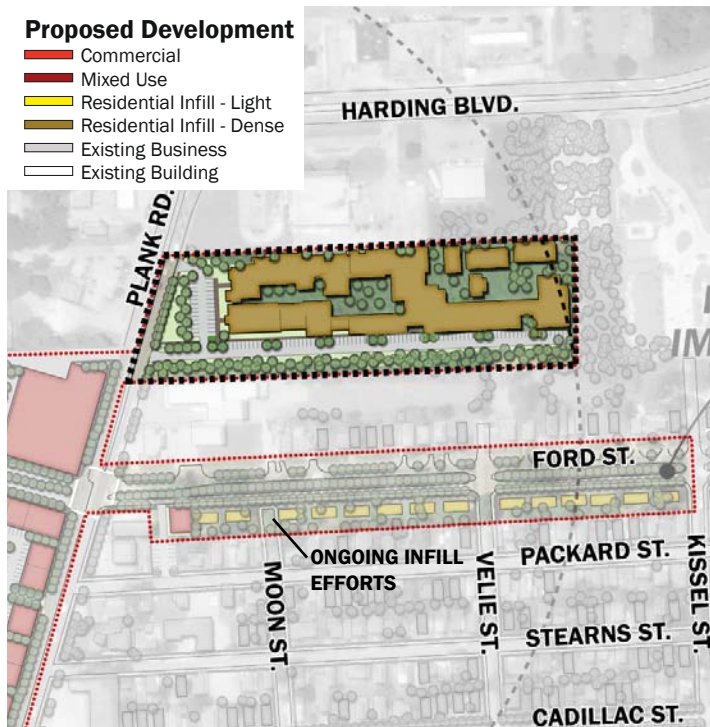 Proposed Development
Commercial
Mixed Use
Residential Infill - Light
Residential Infill - Dense
Existing Business
Existing Building
HARDING BLVD.
PLANK RD.
IM
FORD ST.
ONGOING INFILL
EFFORTS
MOON ST.
VELIE ST.
PACKARD ST.
KISSEL ST.
STEARNS ST.
CADILLAC ST.